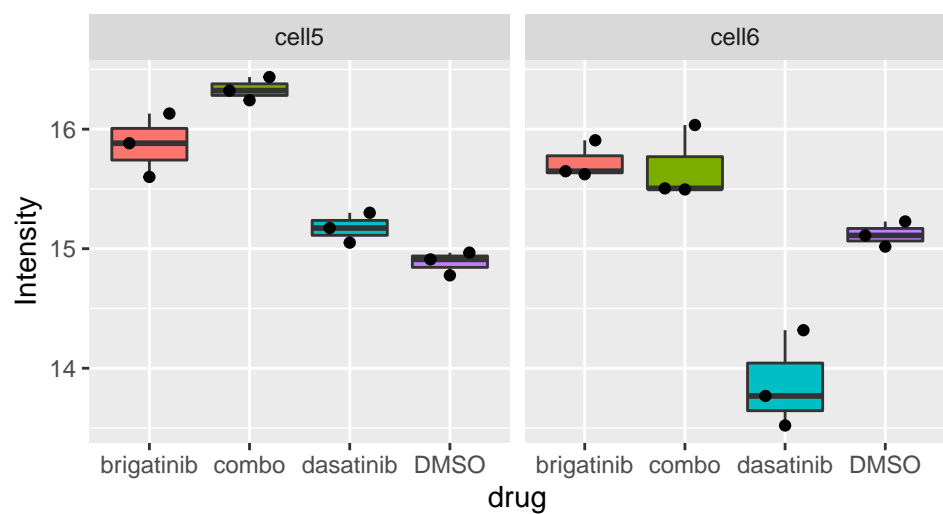 cell5 cell6
Intensity
16
15
14
brigatinib combo dasatinib DMSO brigatinib combo dasatinib DMSO
drug